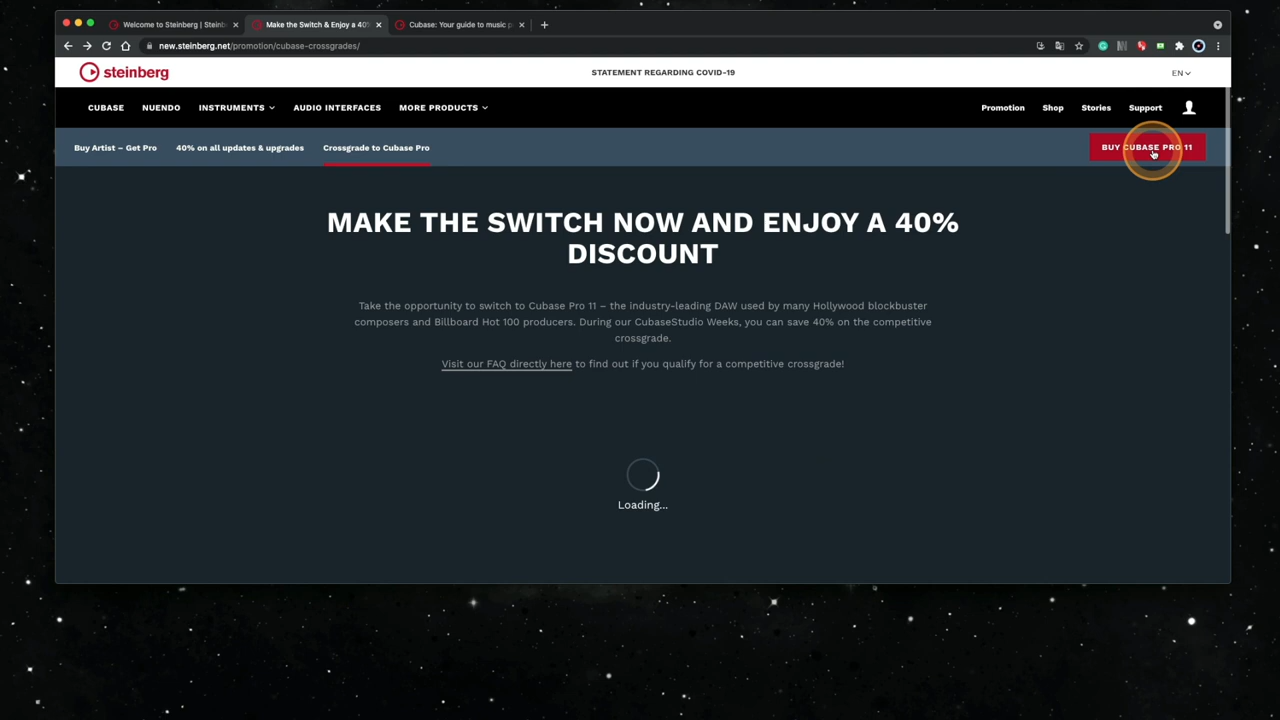 Welcome to Steinberg | Steinb
Make the Switch & Enjoy a 40%
Cubase: Your guide to music p
new.steinberg.net/promotion/cubase-crossgrades/
steinberg
STATEMENT REGARDING COVID-19
EN
CUBASE
NUENDO
INSTRUMENTS
AUDIO INTERFACES
MORE PRODUCTS
Promotion
Shop
Stories
Support
Buy Artist – Get Pro
40% on all updates & upgrades
Crossgrade to Cubase Pro
BUY CUBASE PRO 11
MAKE THE SWITCH NOW AND ENJOY A 40%
DISCOUNT
Take the opportunity to switch to Cubase Pro 11 – the industry-leading DAW used by many Hollywood blockbuster
composers and Billboard Hot 100 producers. During our CubaseStudio Weeks, you can save 40% on the competitive
crossgrade.
Visit our FAQ directly here to find out if you qualify for a competitive crossgrade!
Loading...